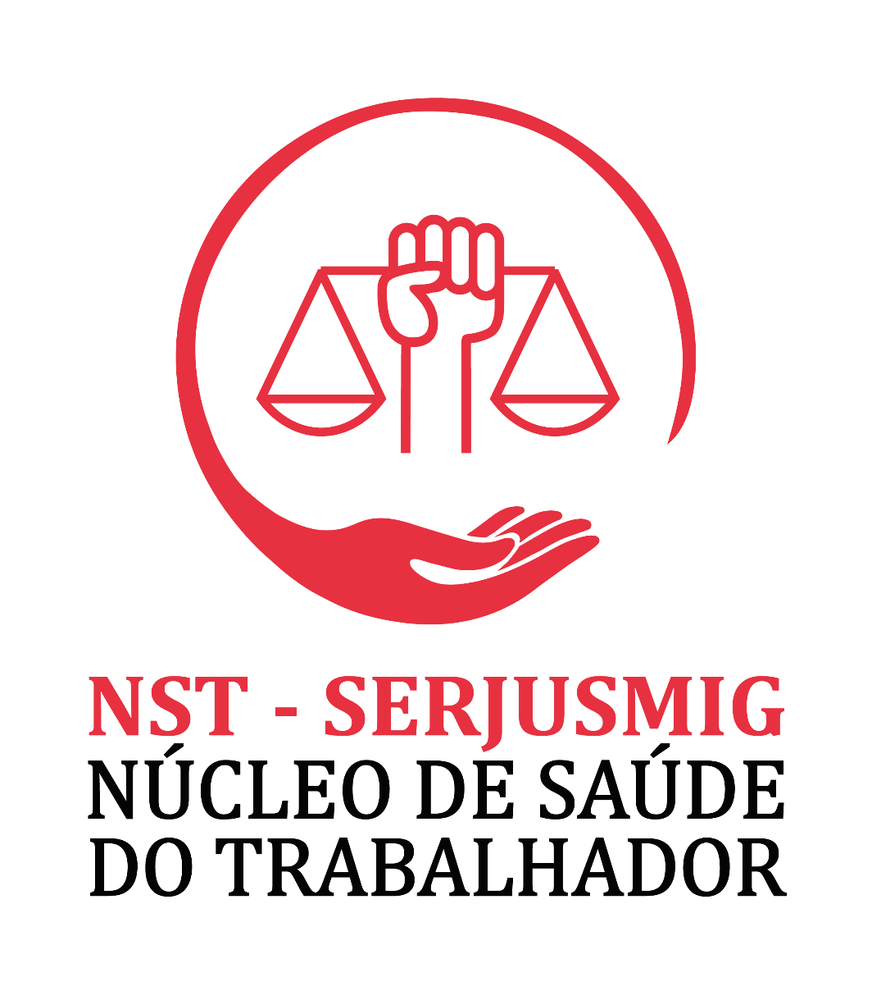 NST - SERJUSMIG
NÚCLEO DE SAÚDE
DO TRABALHADOR